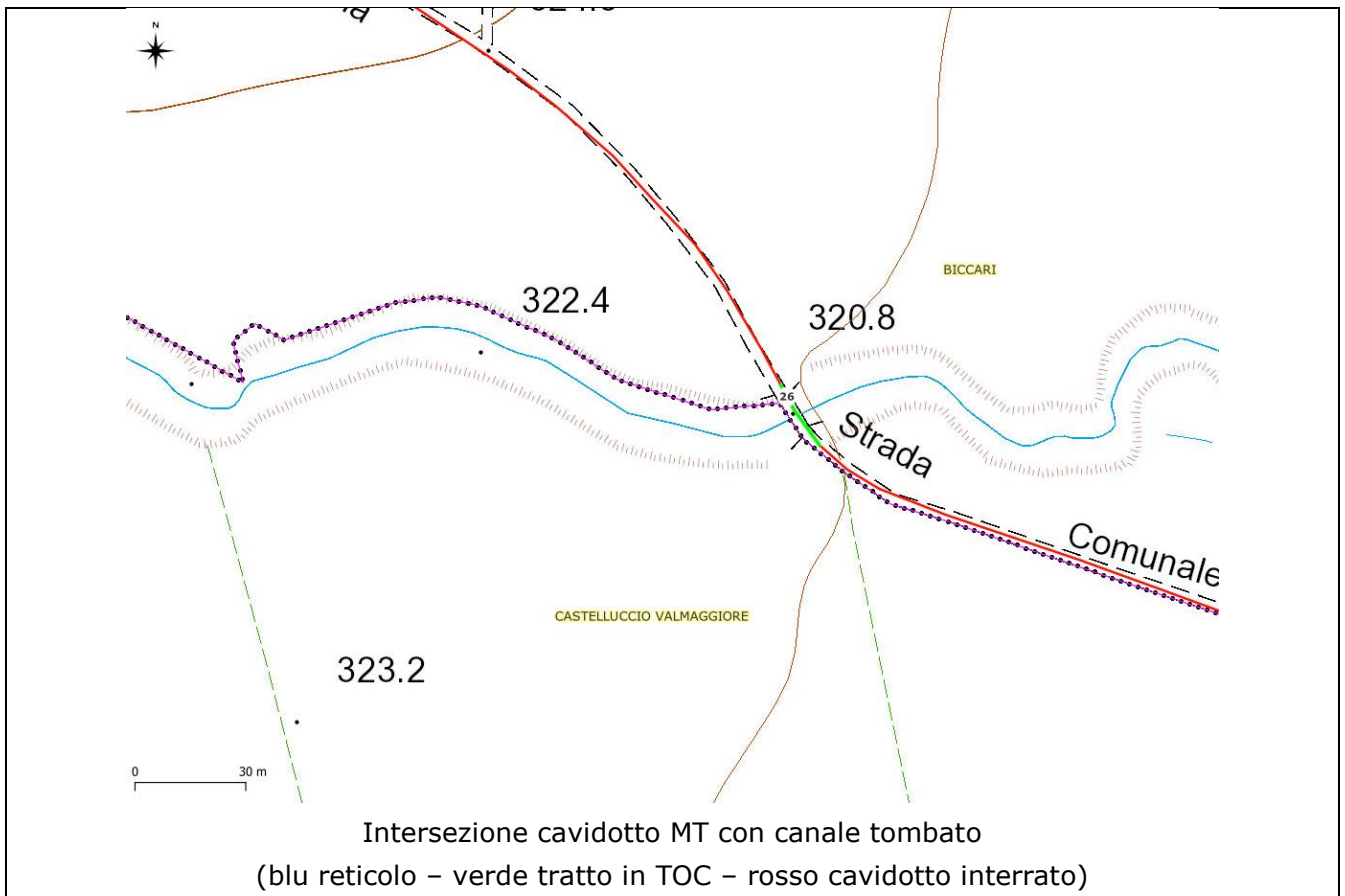 N
322.4
320.8
BICCARI
26
Strada
Comunale
CASTELLUCCIO VALMAGGIORE
323.2
0 30 m
Intersezione cavidotto MT con canale tombato
(blu reticolo – verde tratto in TOC – rosso cavidotto interrato)